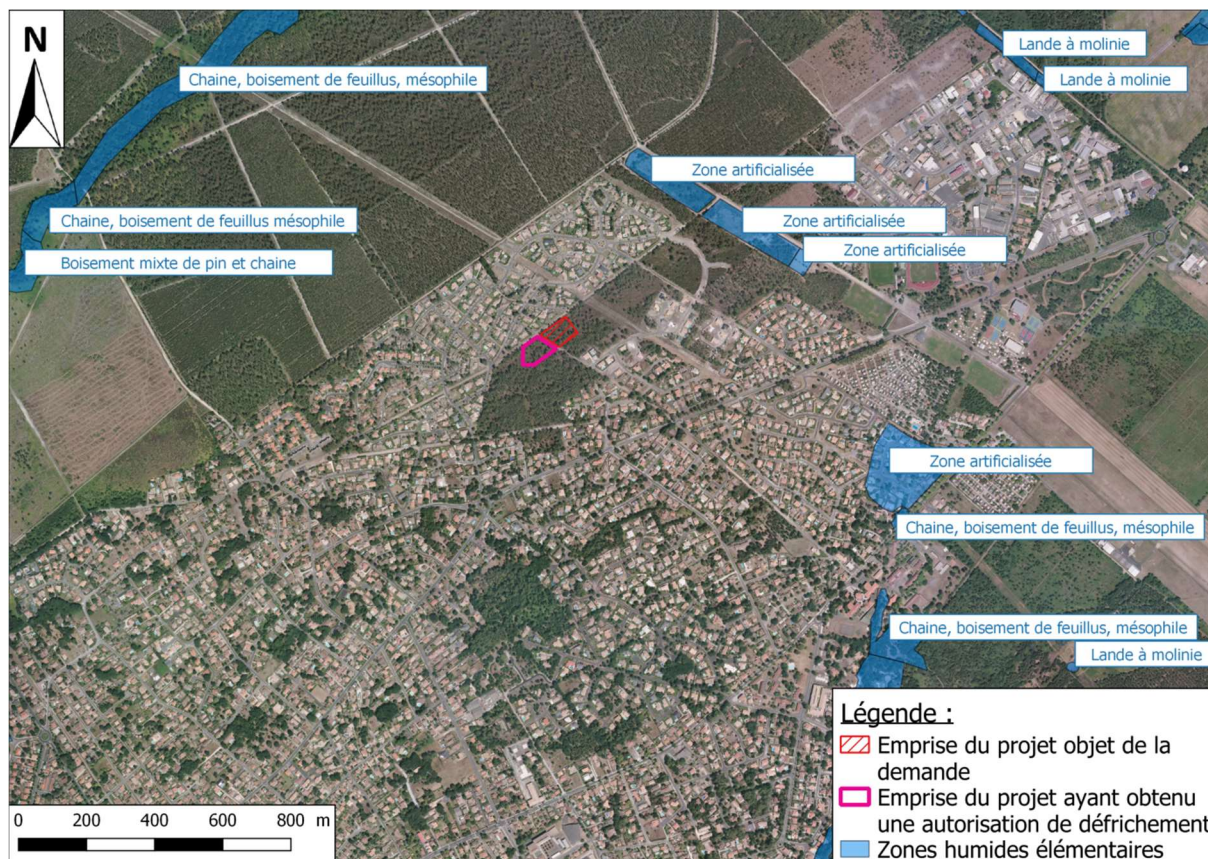 N
Lande à molinie
Chaine, boisement de feuillus, mésophile
Lande à molinie
Zone artificialisée
Chaine, boisement de feuillus mésophile
Zone artificialisée
Zone artificialisée
Boisement mixte de pin et chaine
Zone artificialisée
Chaine, boisement de feuillus, mésophile
Chaine, boisement de feuillus, mésophile
Lande à molinie
Légende :
Emprise du projet objet de la
demande
Emprise du projet ayant obtenu
une autorisation de défrichement
Zones humides élémentaires
0 200 400 600 800 m